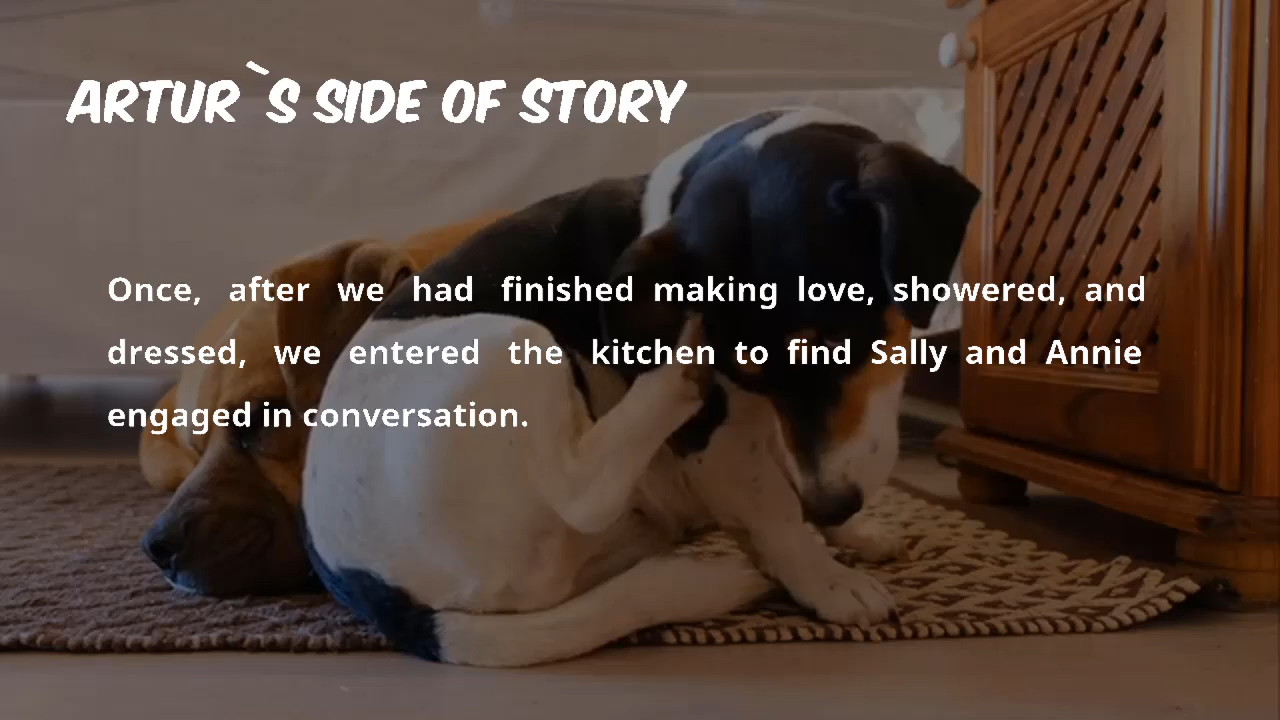 ARTUR`S SIDE OF STORY
Once, after we had finished making love, showered, and
dressed, we entered the kitchen to find Sally and Annie
engaged in conversation.